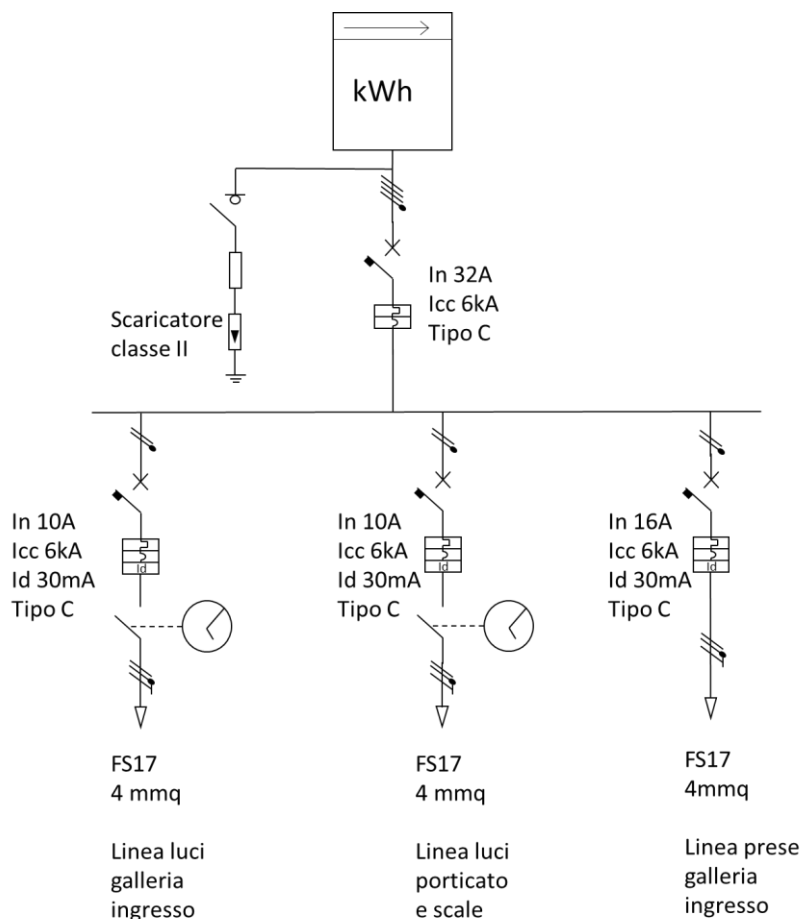 kWh
In 32A
Icc 6kA
Tipo C
Scaricatore
classe II
In 10A
Icc 6kA
Id 30mA
Tipo C
Id
In 10A
Icc 6kA
Id 30mA
Tipo C
Id
In 16A
Icc 6kA
Id 30mA
Tipo C
Id
FS17
4 mmq
Linea luci
galleria
ingresso
FS17
4 mmq
Linea luci
porticato
e scale
FS17
4mmq
Linea prese
galleria
ingresso